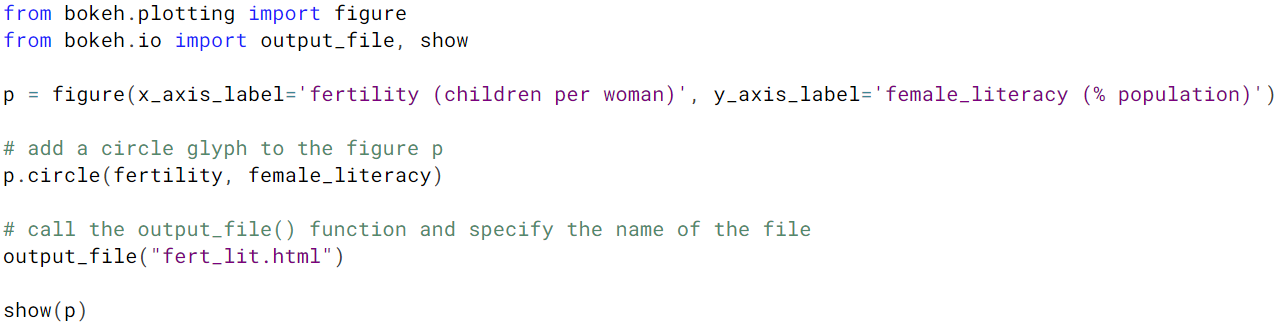 from bokeh.plotting import figure
from bokeh.io import output_file, show
p = figure(x_axis_label='fertility (children per woman)', y_axis_label='female_literacy (% population)')
# add a circle glyph to the figure p
p.circle(fertility, female_literacy)
# call the output_file() function and specify the name of the file
output_file("fert_lit.html")
show(p)